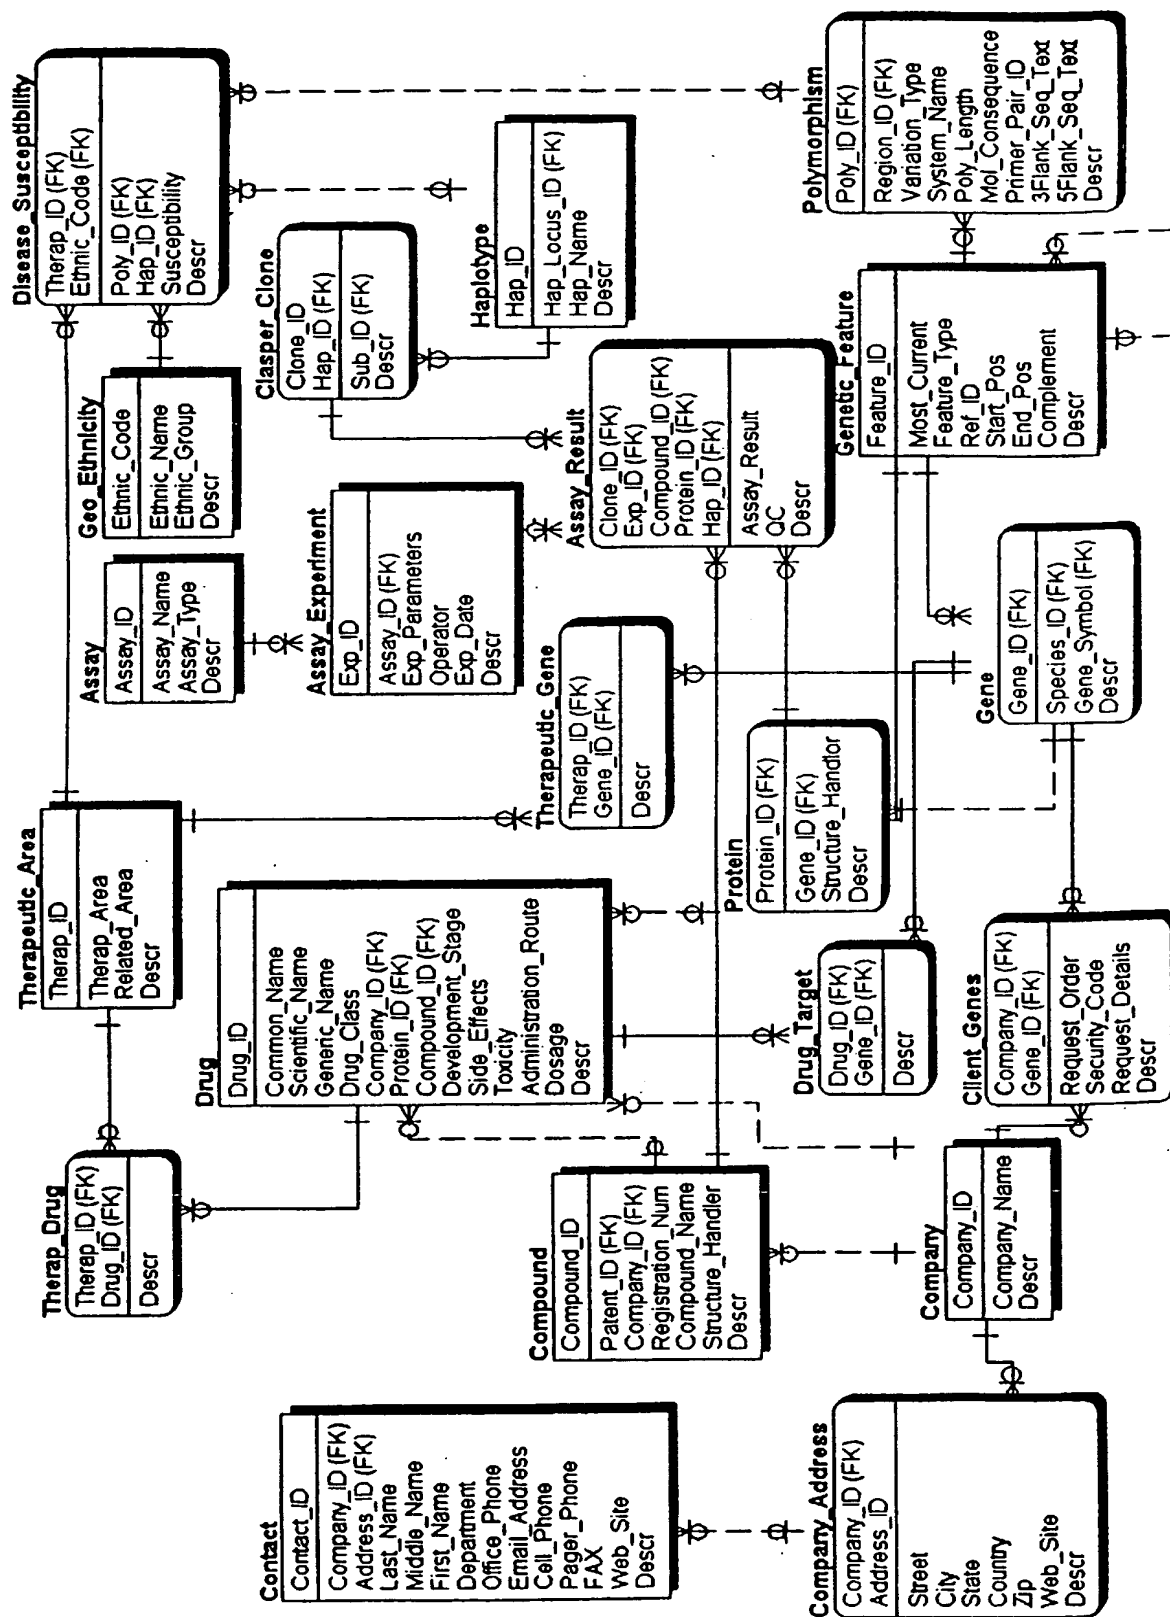 Therap_Drug
Therap_ID (FK)
Drug_ID (FK)
Descr
Therapeutic_Area
Therap_ID
Therap_Area
Related_Area
Descr
Assay
Assay_ID
Assay_Name
Assay_Type
Descr
Geo_Ethnicity
Ethnic_Code
Ethnic_Name
Ethnic_Group
Descr
Disease_Susceptibility
Therap_ID (FK)
Ethnic_Code (FK)
Poly_ID (FK)
Hap_ID (FK)
Susceptibility
Descr
Contact
Contact_ID
Company_ID (FK)
Address_ID (FK)
Last_Name
Middle_Name
First_Name
Department
Office_Phone
Email_Address
Cell_Phone
Pager_Phone
FAX
Web_Site
Descr
Drug
Drug_ID
Common_Name
Scientific_Name
Generic_Name
Drug_Class
Company_ID (FK)
Protein_ID (FK)
Compound_ID (FK)
Development_Stage
Side_Effects
Toxicity
Administration_Route
Dosage
Descr
Assay_Experiment
Exp_ID
Assay_ID (FK)
Exp_Parameters
Operator
Exp_Date
Descr
Clasper_Clone
Clone_ID
Hap_ID (FK)
Sub_ID (FK)
Descr
Haplotype
Hap_ID
Hap_Locus_ID (FK)
Hap_Name
Descr
Compound
Compound_ID
Patent_ID (FK)
Company_ID (FK)
Registration_Num
Compound_Name
Structure_Handler
Descr
Therapeutic_Gene
Therap_ID (FK)
Gene_ID (FK)
Descr
Assay_Result
Clone_ID (FK)
Exp_ID (FK)
Compound_ID (FK)
Protein_ID (FK)
Hap_ID (FK)
Assay_Result
QC
Descr
Protein
Protein_ID (FK)
Gene_ID (FK)
Structure_Handlor
Descr
Company_Address
Company_ID (FK)
Address_ID
Street
City
State
Country
Zip
Web_Site
Descr
Company
Company_ID
Company_Name
Descr
Drug_Target
Drug_ID (FK)
Gene_ID (FK)
Descr
Client_Genes
Company_ID (FK)
Gene_ID (FK)
Request_Order
Security_Code
Request_Details
Descr
Gene
Gene_ID (FK)
Species_ID (FK)
Gene_Symbol (FK)
Descr
Genetic_Feature
Feature_ID
Most_Current
Feature_Type
Ref_ID
Start_Pos
End_Pos
Complement
Descr
Polymorphism
Poly_ID (FK)
Region_ID (FK)
Variation_Type
System_Name
Poly_Length
Mol_Consequence
Primer_Pair_ID
3Flank_Seq_Text
5Flank_Seq_Text
Descr